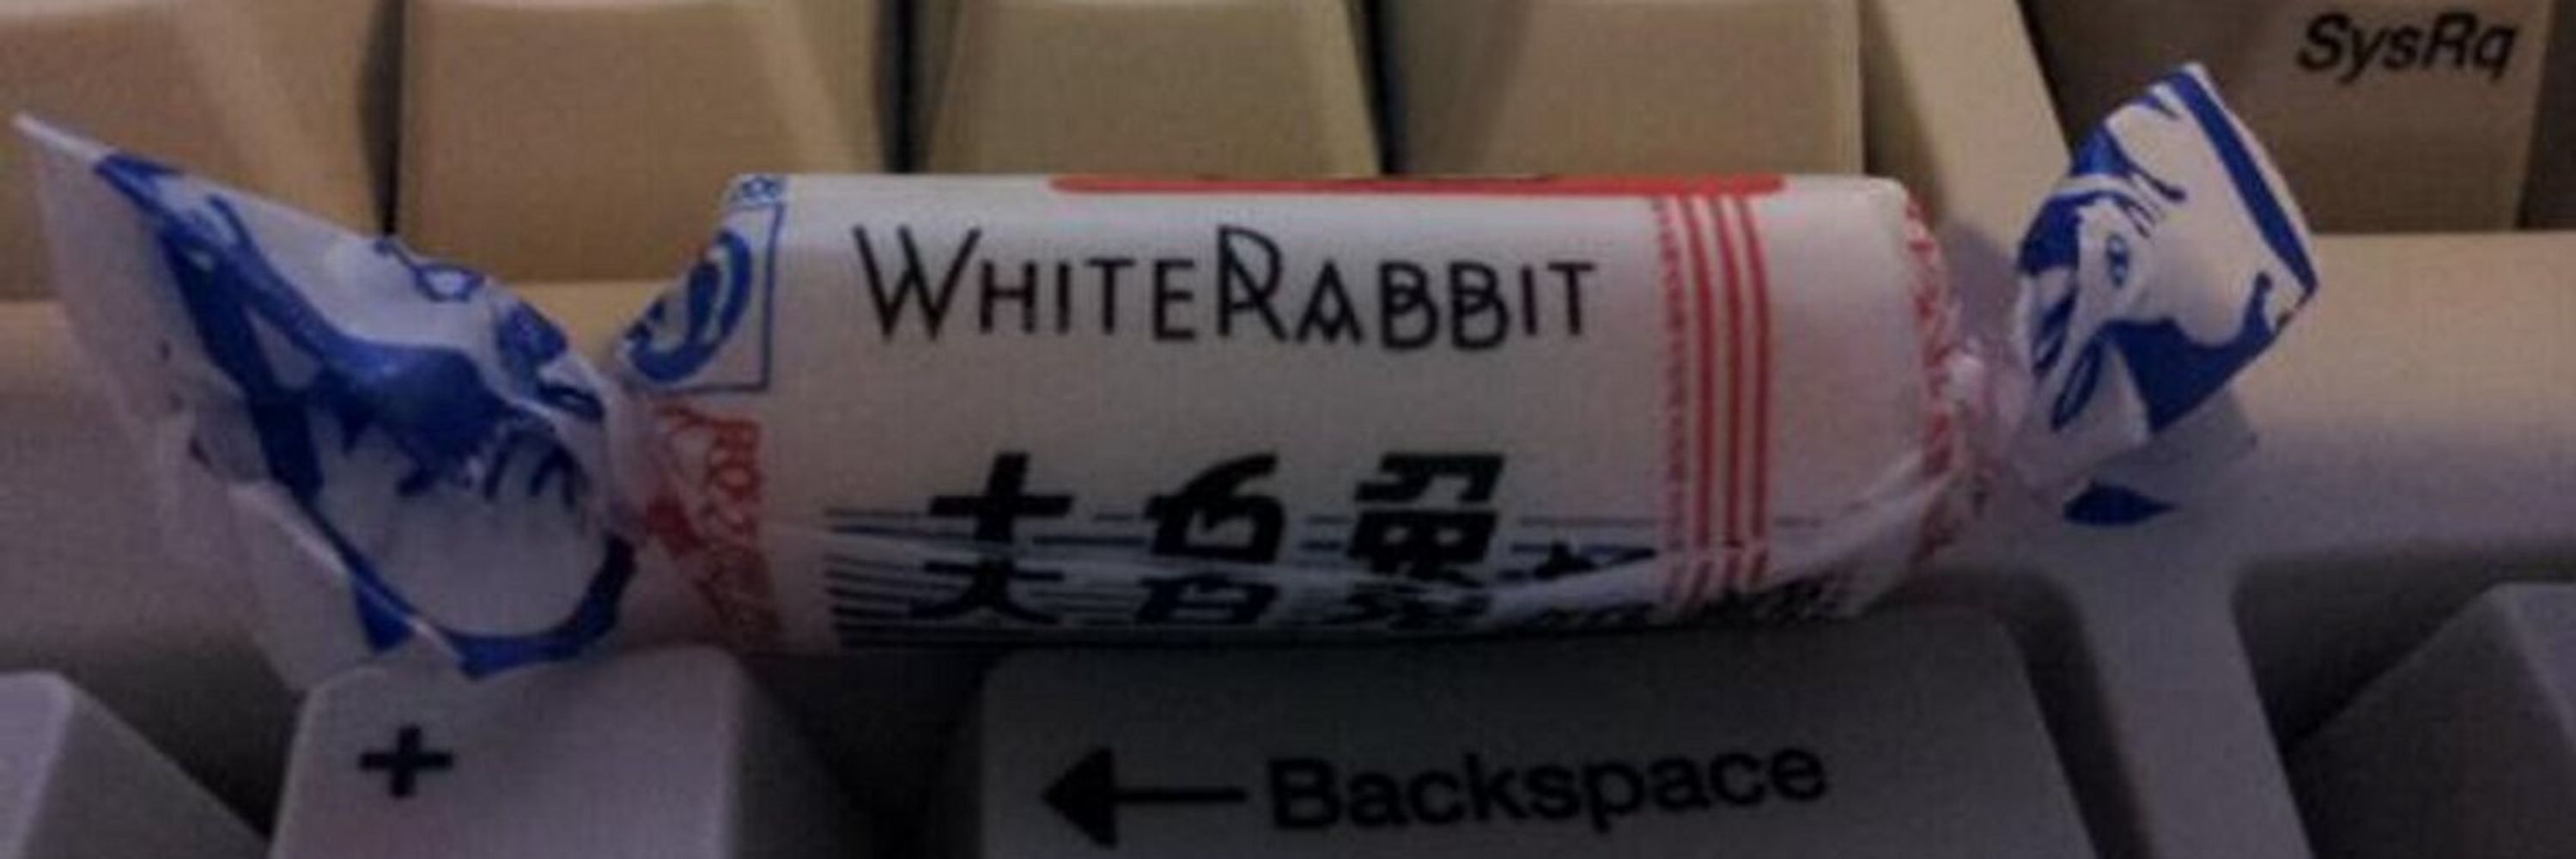 SysRq
WHITERABBIT
大白兔
+
← Backspace